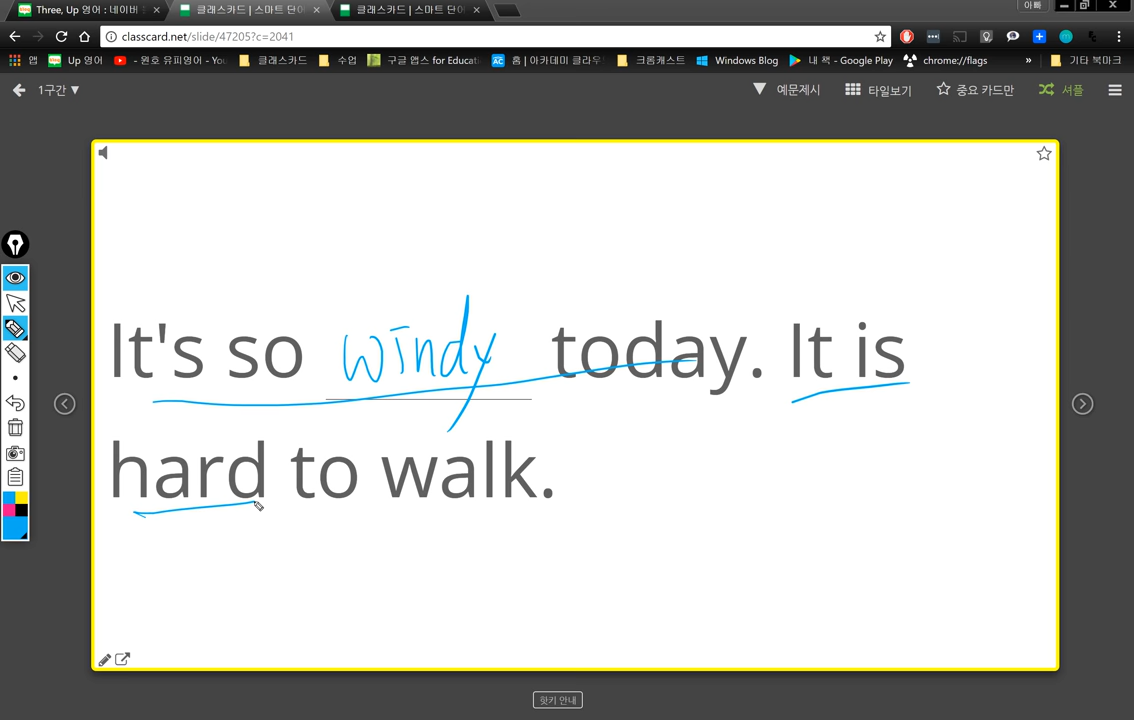 Three, Up 영어 : 네이버
클래스카드 | 스마트 단어
클래스카드 | 스마트 단어
아빠
classcard.net/slide/47205?c=2041
앱
Up 영어
- 원호 유피영어 - You
클래스카드
수업
구글 앱스 for Educati
홈 | 아카데미 클라우
크롬캐스트
Windows Blog
내 책 - Google Play
chrome://flags
»
기타 북마크
1구간 ▼
▼ 예문제시
타일보기
중요 카드만
셔플
It's so windy today. It is
hard to walk.
핫키 안내